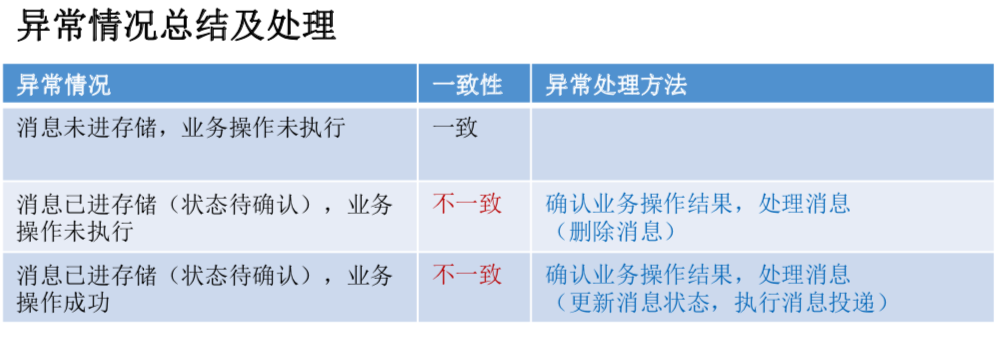 异常情况总结及处理
异常情况 一致性 异常处理方法
消息未进存储，业务操作未执行 一致
消息已进存储（状态待确认），业务
操作未执行
不一致
确认业务操作结果，处理消息
（删除消息）
消息已进存储（状态待确认），业务
操作成功
不一致
确认业务操作结果，处理消息
（更新消息状态，执行消息投递）